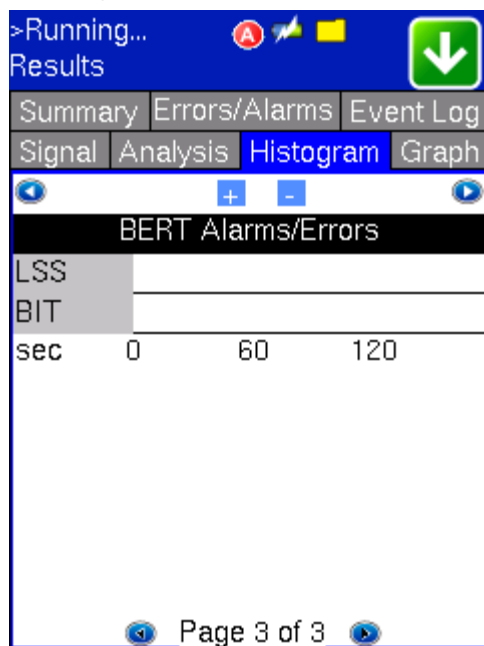 >Running...
A
Results
Summary Errors/Alarms Event Log
Signal Analysis Histogram Graph
+ -
BERT Alarms/Errors
LSS
BIT
sec 0 60 120
Page 3 of 3